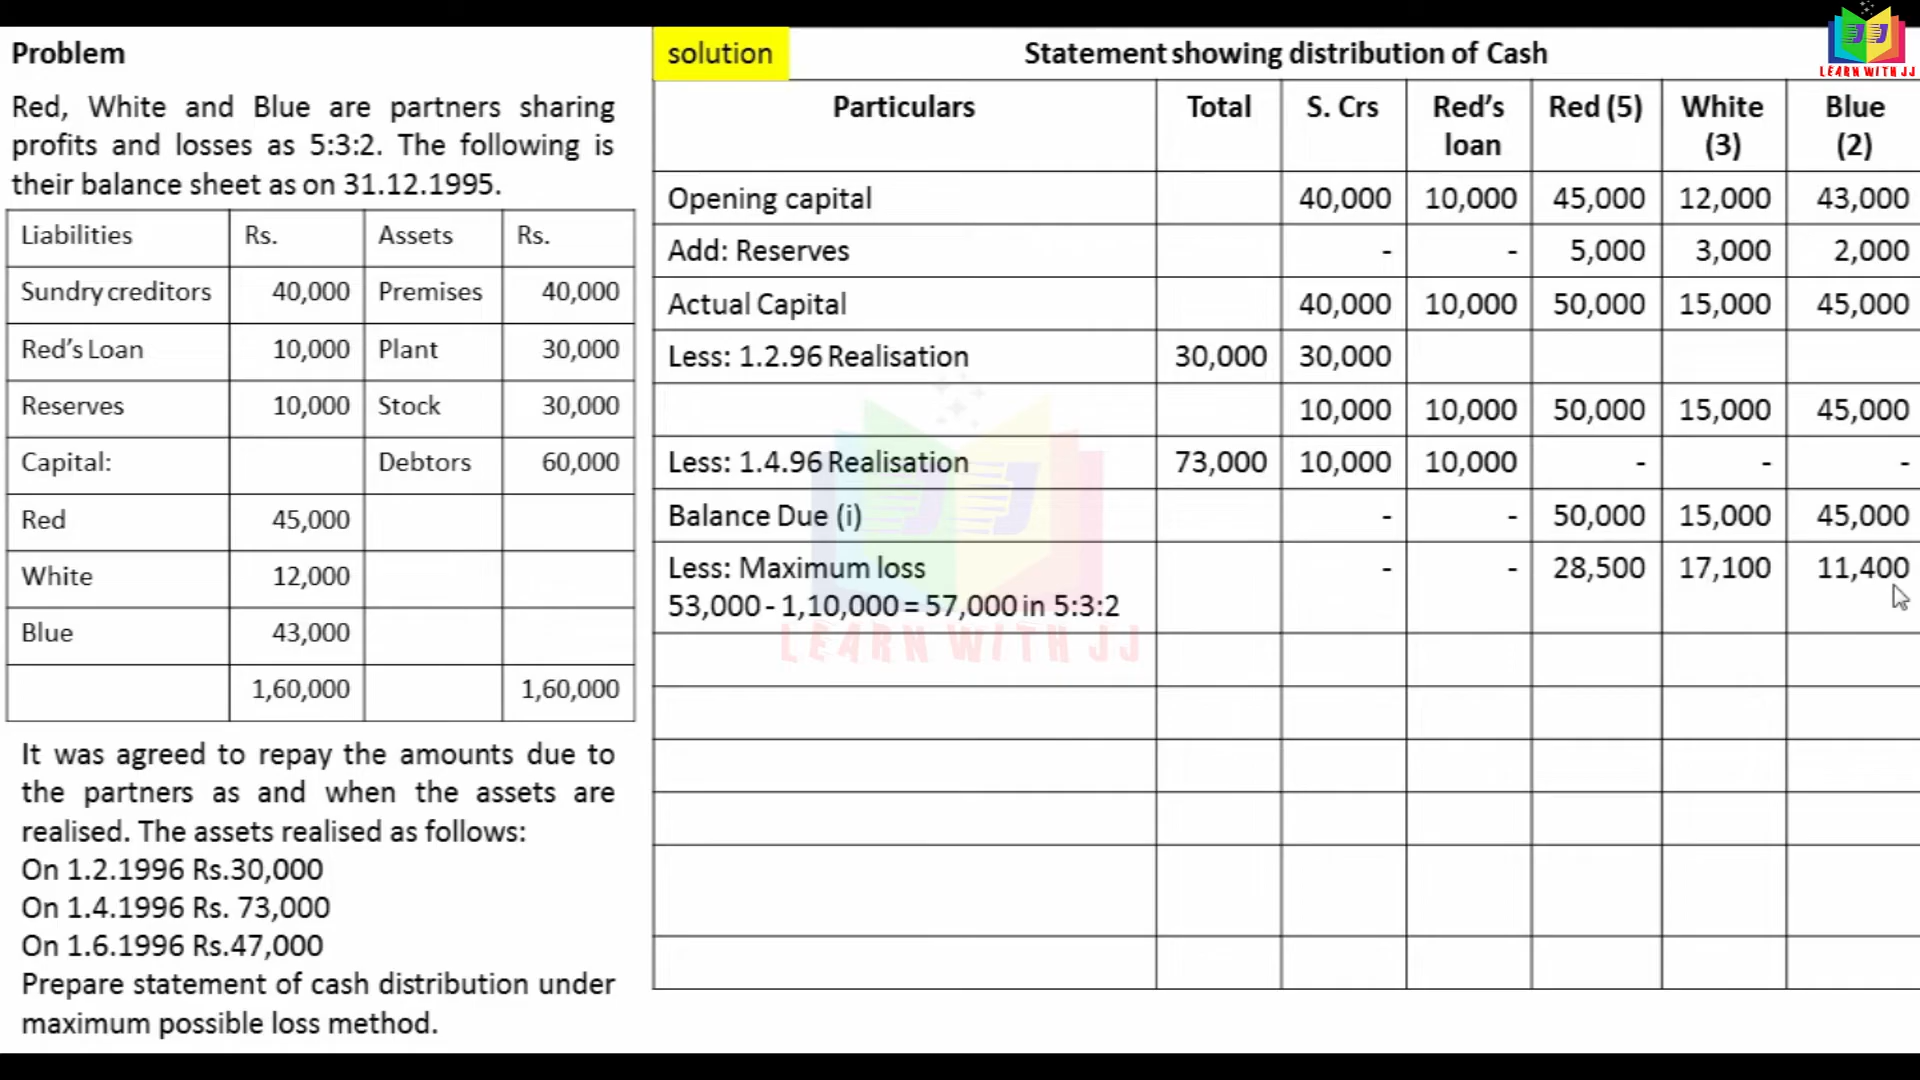 Problem
Red, White and Blue are partners sharing
profits and losses as 5:3:2. The following is
their balance sheet as on 31.12.1995.
Liabilities Rs. Assets Rs.
Sundry creditors 40,000 Premises 40,000
Red's Loan 10,000 Plant 30,000
Reserves 10,000 Stock 30,000
Capital: Debtors 60,000
Red 45,000
White 12,000
Blue 43,000
1,60,000 1,60,000
It was agreed to repay the amounts due to
the partners as and when the assets are
realised. The assets realised as follows:
On 1.2.1996 Rs.30,000
On 1.4.1996 Rs. 73,000
On 1.6.1996 Rs.47,000
Prepare statement of cash distribution under
maximum possible loss method.
solution Statement showing distribution of Cash
Particulars Total S. Crs Red's loan Red (5) White (3) Blue (2)
Opening capital 40,000 10,000 45,000 12,000 43,000
Add: Reserves - - 5,000 3,000 2,000
Actual Capital 40,000 10,000 50,000 15,000 45,000
Less: 1.2.96 Realisation 30,000 30,000
10,000 10,000 50,000 15,000 45,000
Less: 1.4.96 Realisation 73,000 10,000 10,000 - - -
Balance Due (i) - - 50,000 15,000 45,000
Less: Maximum loss - - 28,500 17,100 11,400
53,000 - 1,10,000 = 57,000 in 5:3:2
JJ
LEARN WITH JJ
JJ
LEARN WITH JJ